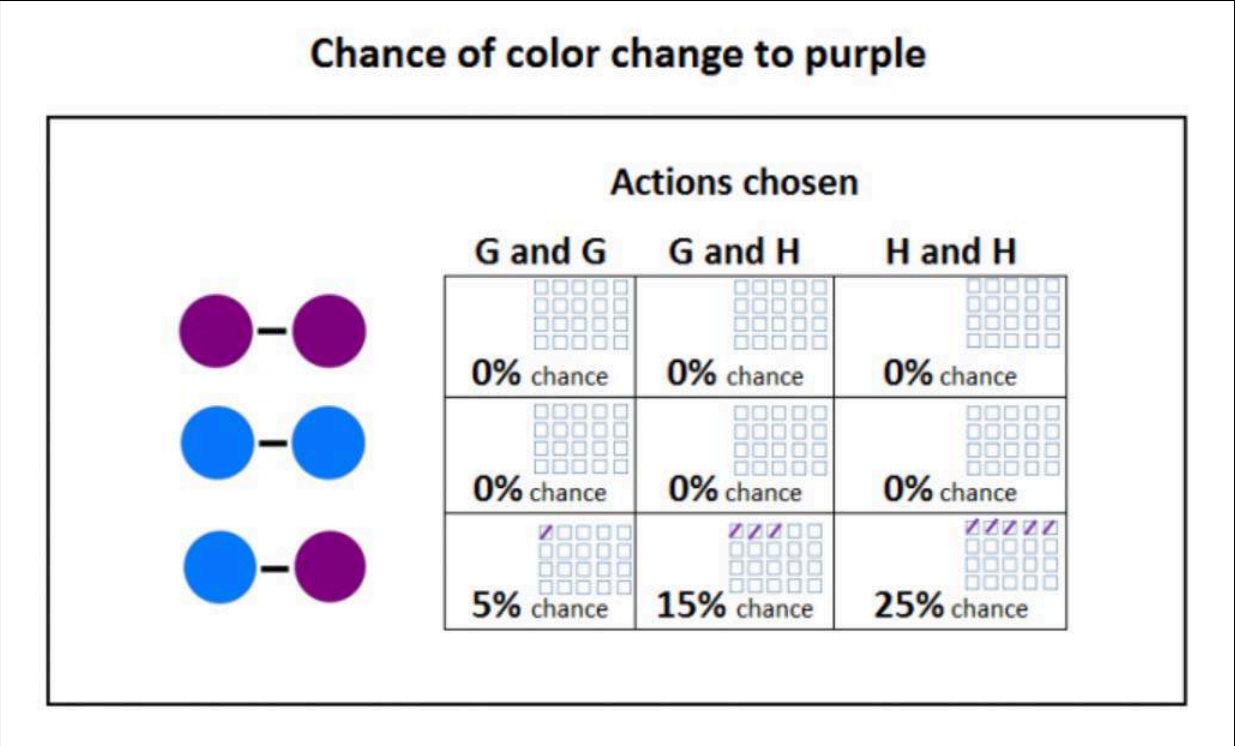 Chance of color change to purple
Actions chosen
G and G G and H H and H
0% chance 0% chance 0% chance
0% chance 0% chance 0% chance
5% chance 15% chance 25% chance